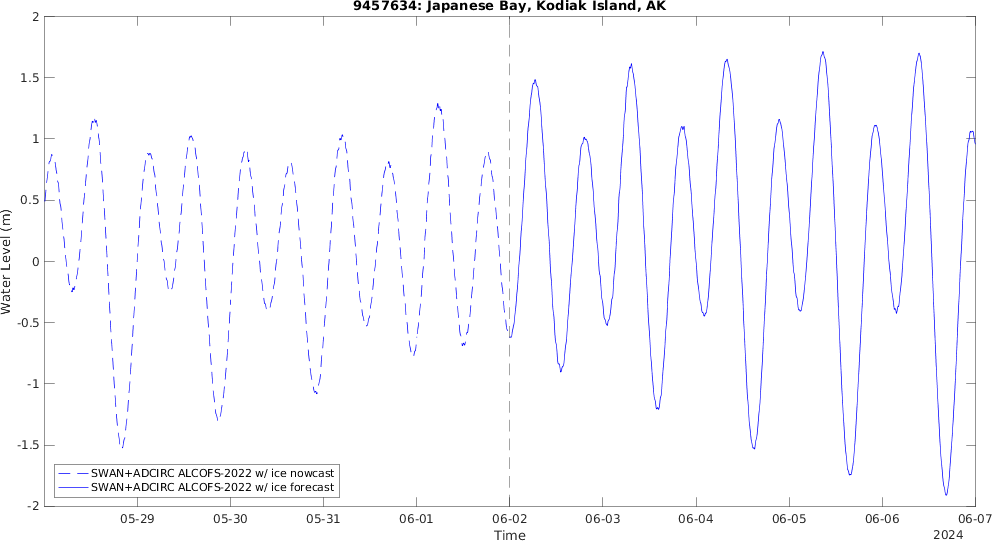 9457634: Japanese Bay, Kodiak Island, AK
2
1.5
1
0.5
0
-0.5
-1
-1.5
-2
Water Level (m)
SWAN+ADCIRC ALCOFS-2022 w/ ice nowcast
SWAN+ADCIRC ALCOFS-2022 w/ ice forecast
05-29 05-30 05-31 06-01 06-02 06-03 06-04 06-05 06-06 06-07
Time
2024